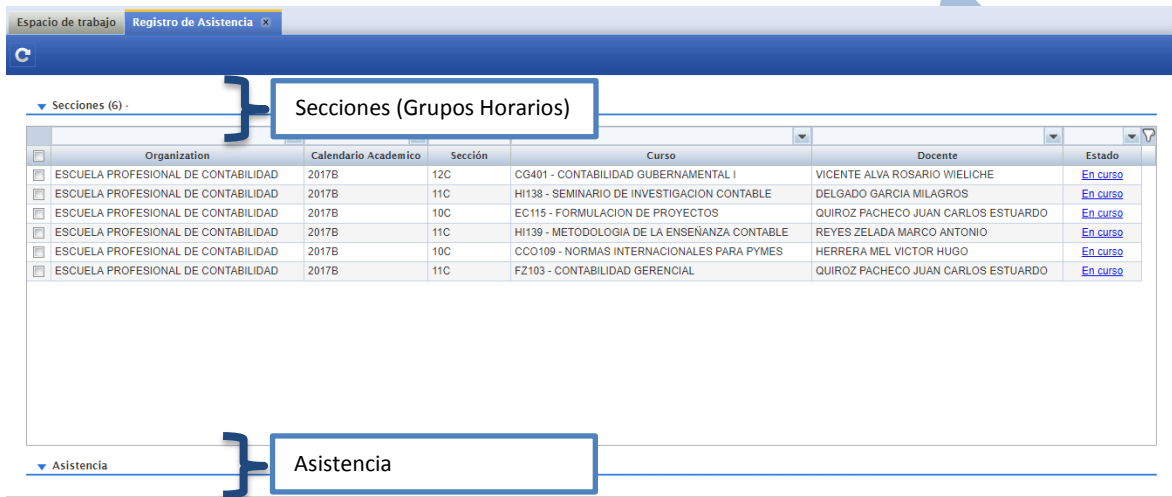 Espacio de trabajo Registro de Asistencia
Secciones (6) -
Secciones (Grupos Horarios)
Organization Calendario Academico Sección Curso Docente Estado
ESCUELA PROFESIONAL DE CONTABILIDAD 2017B 12C CG401 - CONTABILIDAD GUBERNAMENTAL I VICENTE ALVA ROSARIO WIELICHE En curso
ESCUELA PROFESIONAL DE CONTABILIDAD 2017B 11C HI138 - SEMINARIO DE INVESTIGACION CONTABLE DELGADO GARCIA MILAGROS En curso
ESCUELA PROFESIONAL DE CONTABILIDAD 2017B 10C EC115 - FORMULACION DE PROYECTOS QUIROZ PACHECO JUAN CARLOS ESTUARDO En curso
ESCUELA PROFESIONAL DE CONTABILIDAD 2017B 11C HI139 - METODOLOGIA DE LA ENSEÑANZA CONTABLE REYES ZELADA MARCO ANTONIO En curso
ESCUELA PROFESIONAL DE CONTABILIDAD 2017B 10C CCO109 - NORMAS INTERNACIONALES PARA PYMES HERRERA MEL VICTOR HUGO En curso
ESCUELA PROFESIONAL DE CONTABILIDAD 2017B 11C FZ103 - CONTABILIDAD GERENCIAL QUIROZ PACHECO JUAN CARLOS ESTUARDO En curso
Asistencia
Asistencia